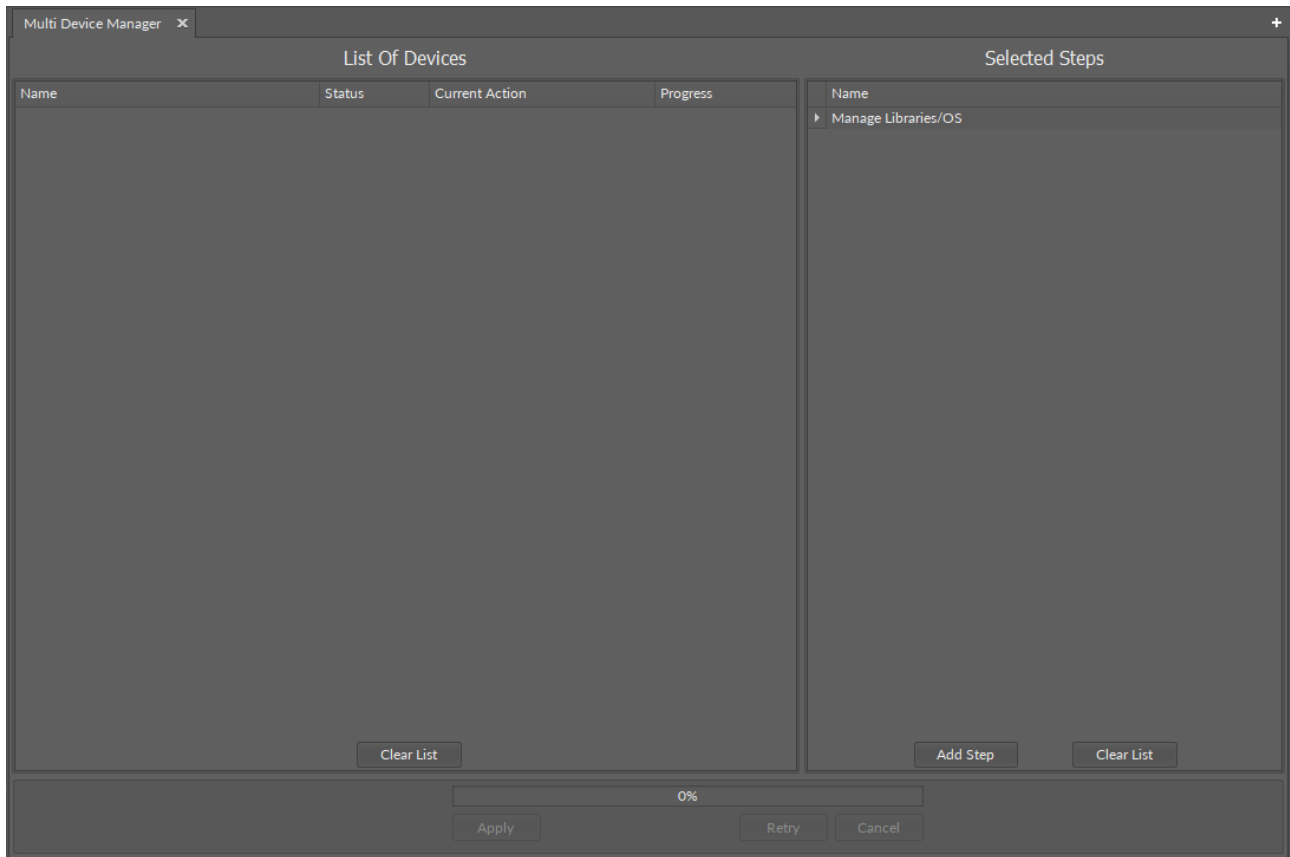 Multi Device Manager x +
List Of Devices
Selected Steps
Name Status Current Action Progress
Name
Manage Libraries/OS
Clear List
Add Step Clear List
0%
Apply Retry Cancel